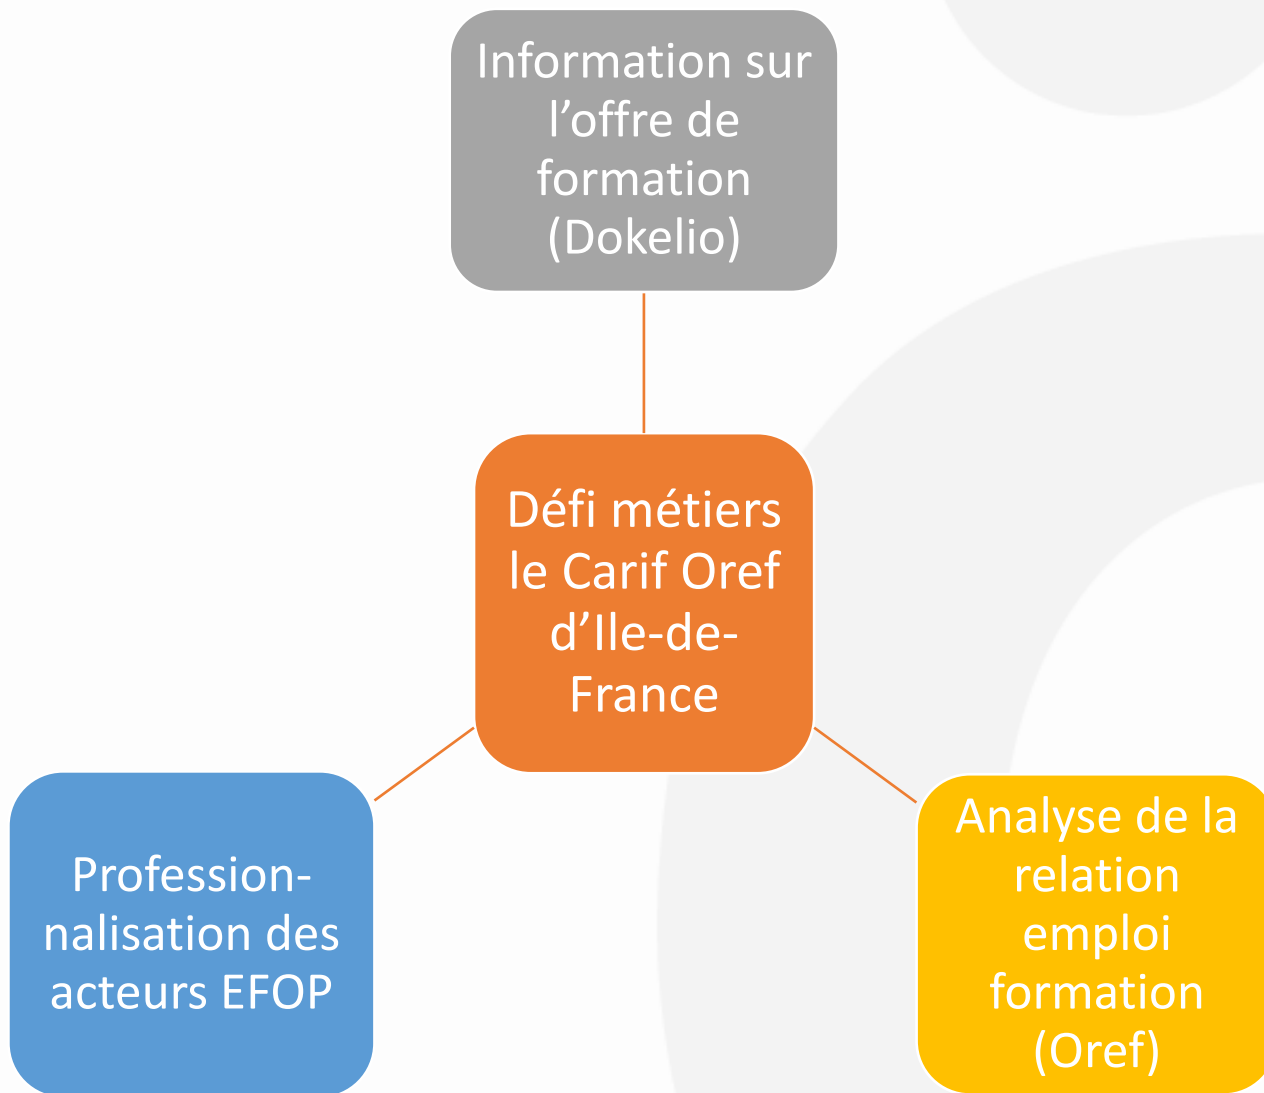 Information sur
l’offre de
formation
(Dokelio)
Défi métiers
le Carif Oref
d’Ile-de-
France
Profession-
nalisation des
acteurs EFOP
Analyse de la
relation
emploi
formation
(Oref)